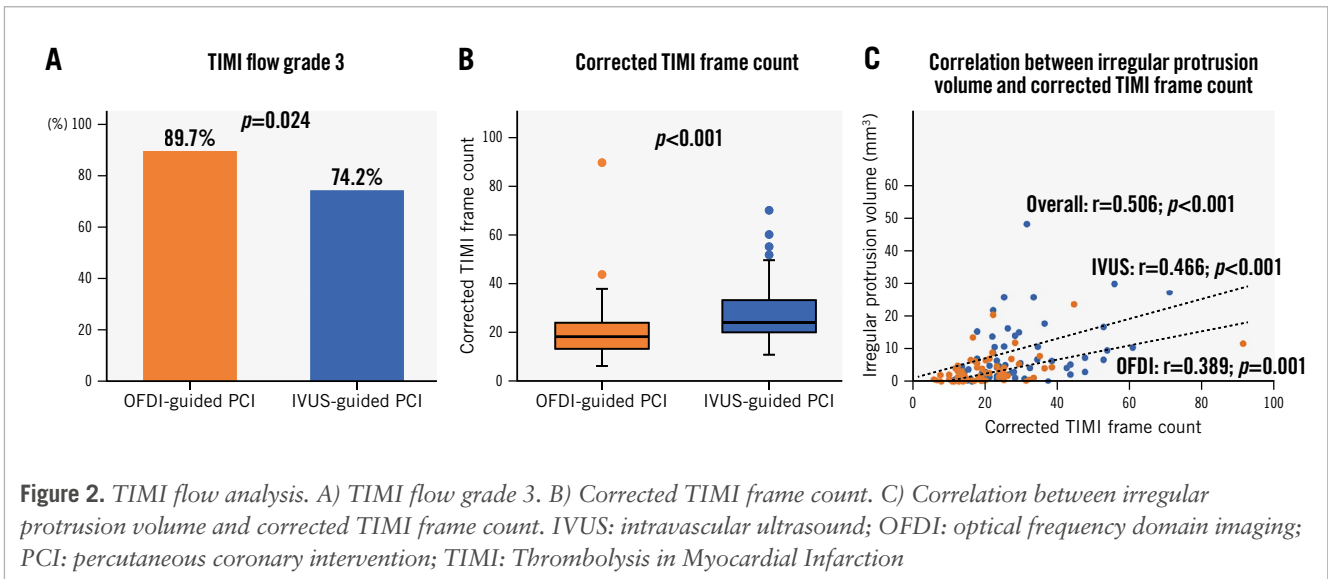 A
TIMI flow grade 3
(%) 100
80
60
40
20
0
89.7%
p=0.024
74.2%
OFDI-guided PCI
IVUS-guided PCI
B
Corrected TIMI frame count
Corrected TIMI frame count
100
80
60
40
20
0
p<0.001
OFDI-guided PCI
IVUS-guided PCI
C
Correlation between irregular protrusion
volume and corrected TIMI frame count
Irregular protrusion volume (mm³)
60
50
40
30
20
10
0
Overall: r=0.506; p<0.001
IVUS: r=0.466; p<0.001
OFDI: r=0.389; p=0.001
0
20
40
60
80
100
Corrected TIMI frame count
Figure 2. TIMI flow analysis. A) TIMI flow grade 3. B) Corrected TIMI frame count. C) Correlation between irregular
protrusion volume and corrected TIMI frame count. IVUS: intravascular ultrasound; OFDI: optical frequency domain imaging;
PCI: percutaneous coronary intervention; TIMI: Thrombolysis in Myocardial Infarction